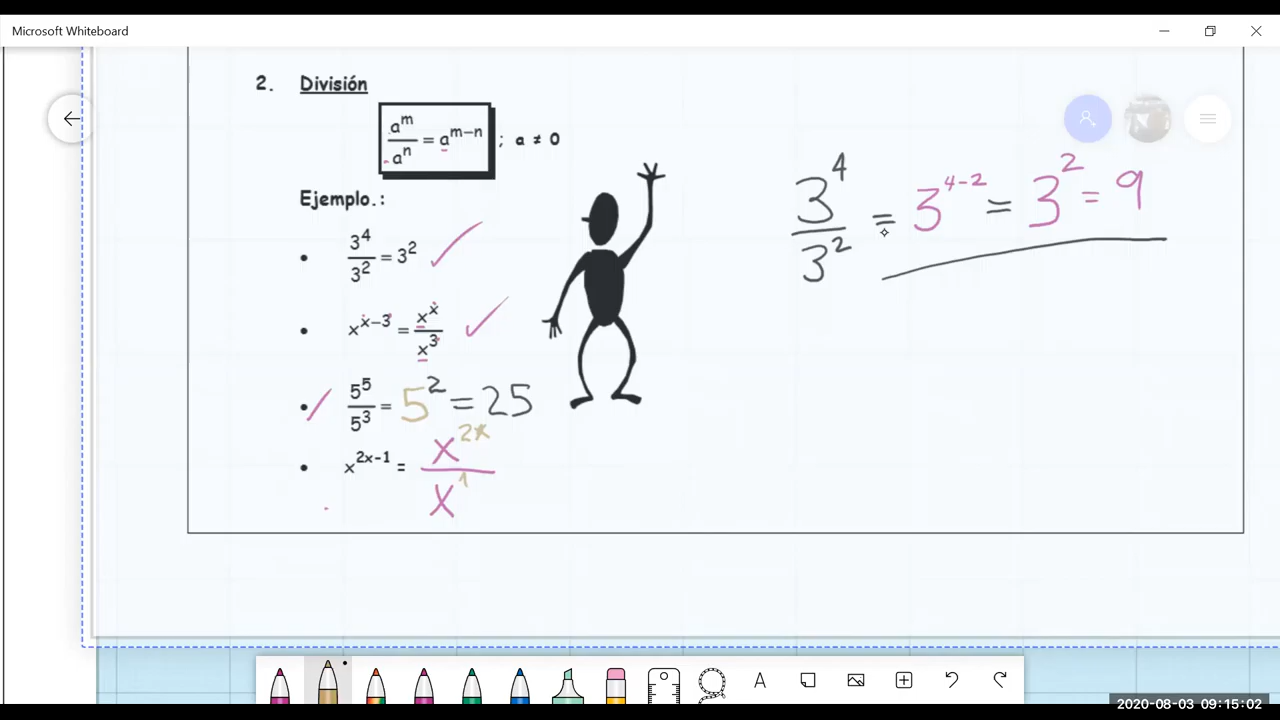 Microsoft Whiteboard
2. División
a^m / a^n = a^{m-n} ; a ≠ 0
Ejemplo.:
• 3^4 / 3^2 = 3^2
• x^{x-3} = x^x / x^3
• 5^5 / 5^3 = 5^2 = 25
• x^{2x-1} = x^{2x} / x^1
3^4 / 3^2 = 3^{4-2} = 3^2 = 9
A
2020-08-03 09:15:02